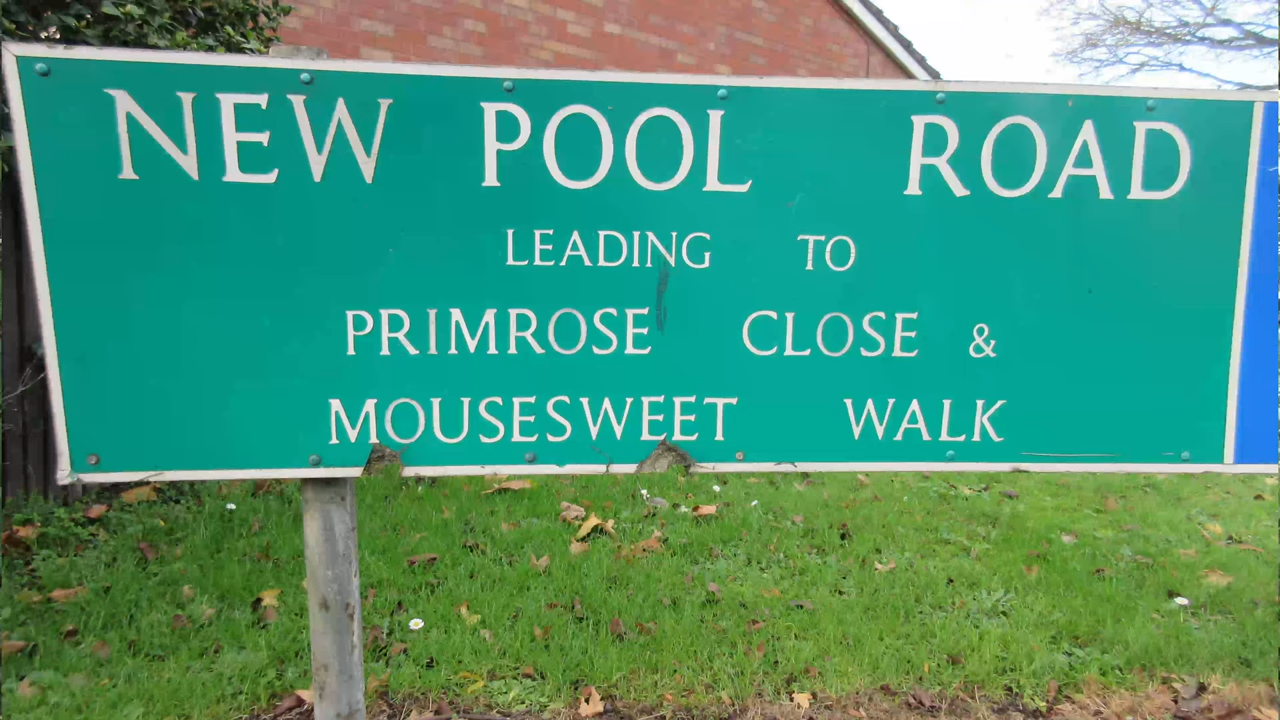 NEW POOL ROAD
LEADING TO
PRIMROSE CLOSE &
MOUSESWEET WALK